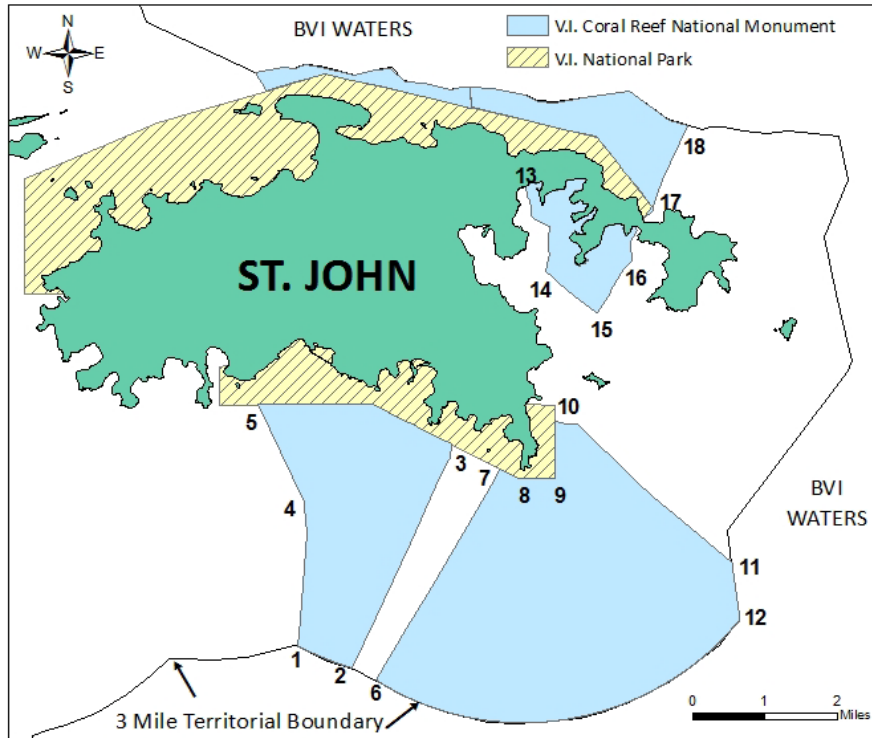 BVI WATERS
N
W E
S
V.I. Coral Reef National Monument
V.I. National Park
18
13
17
ST. JOHN
14
16
15
5
10
3
7
8
9
4
BVI
WATERS
11
12
1
2
6
3 Mile Territorial Boundary
0 1 2
Miles